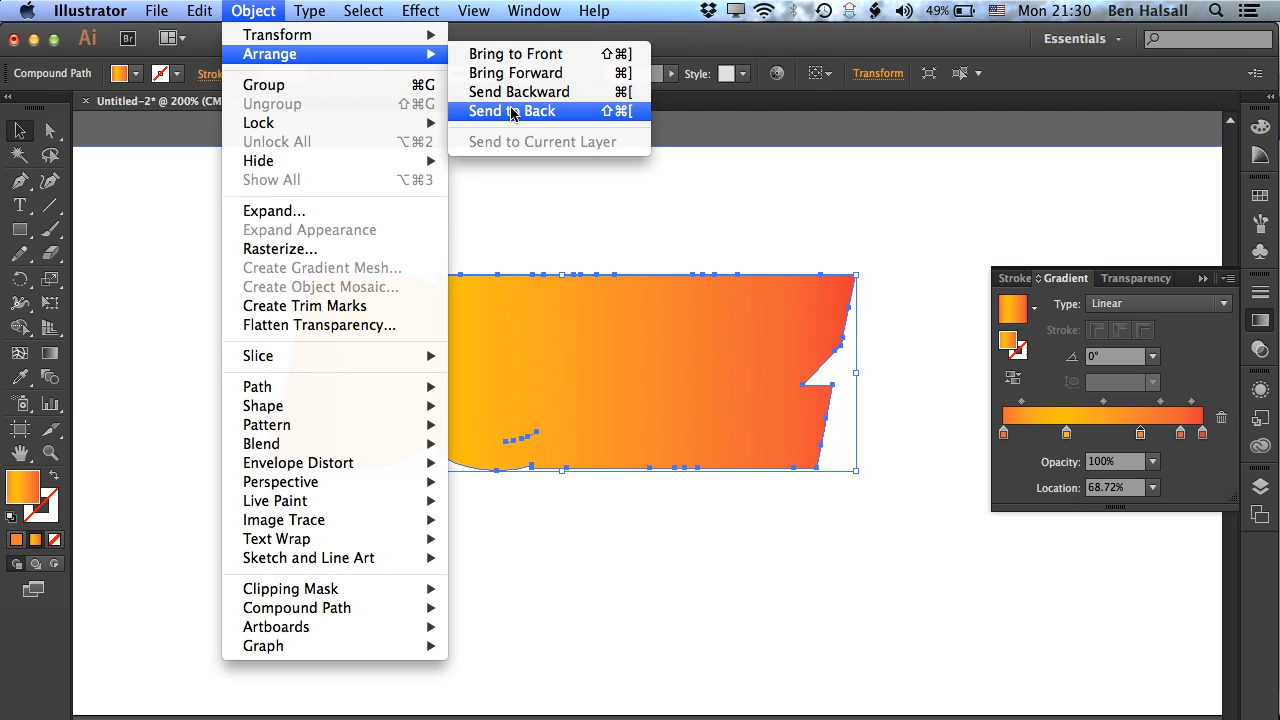 Illustrator File Edit Object Type Select Effect View Window Help 49% Mon 21:30 Ben Halsall
Ai Br Essentials
Compound Path Style: Transform
Untitled-2* @ 200%
Transform
Arrange
Group ⌘G
Ungroup ⇧⌘G
Lock
Unlock All ⌥⌘2
Hide
Show All ⌥⌘3
Expand...
Expand Appearance
Rasterize...
Create Gradient Mesh...
Create Object Mosaic...
Create Trim Marks
Flatten Transparency...
Slice
Path
Shape
Pattern
Blend
Envelope Distort
Perspective
Live Paint
Image Trace
Text Wrap
Sketch and Line Art
Clipping Mask
Compound Path
Artboards
Graph
Bring to Front ⇧⌘]
Bring Forward ⌘]
Send Backward ⌘[
Send to Back ⇧⌘[
Send to Current Layer
Stroke Gradient Transparency
Type: Linear
Stroke:
0°
Opacity: 100%
Location: 68.72%